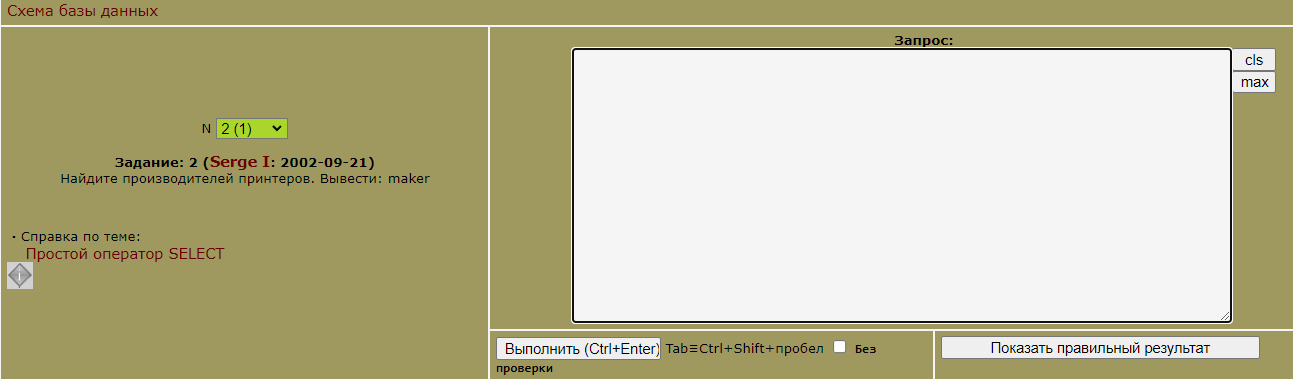 Схема базы данных
N 2 (1)
Задание: 2 (Serge I: 2002-09-21)
Найдите производителей принтеров. Вывести: maker
· Справка по теме:
Простой оператор SELECT
i
Запрос:
cls
max
Выполнить (Ctrl+Enter) Tab≡Ctrl+Shift+пробел Без
проверки
Показать правильный результат